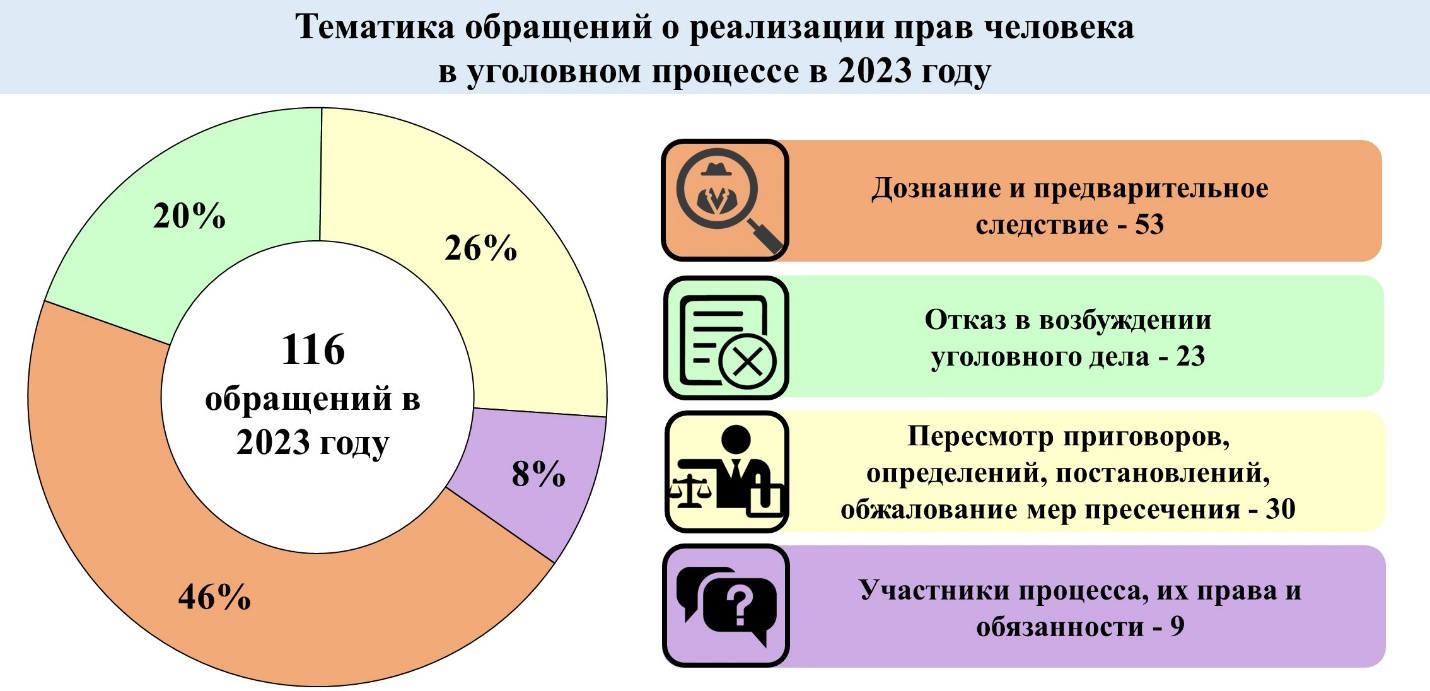 Тематика обращений о реализации прав человека
в уголовном процессе в 2023 году
20%
26%
8%
46%
116
обращений в
2023 году
Дознание и предварительное
следствие - 53
Отказ в возбуждении
уголовного дела - 23
Пересмотр приговоров,
определений, постановлений,
обжалование мер пресечения - 30
?
Участники процесса, их права и
обязанности - 9